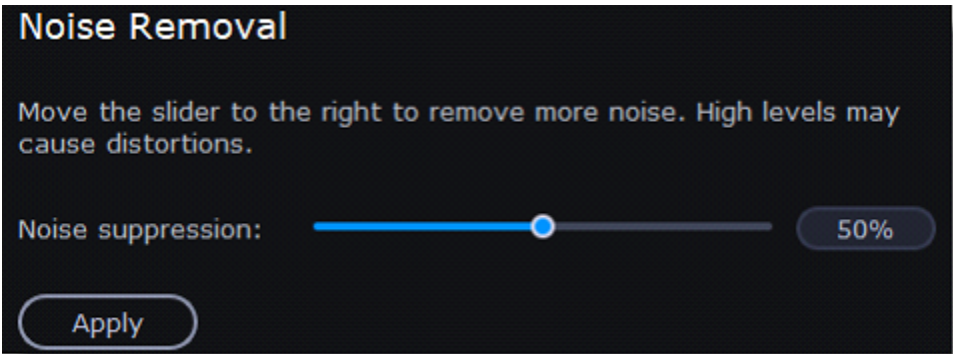 Noise Removal
Move the slider to the right to remove more noise. High levels may
cause distortions.
Noise suppression: 50%
Apply